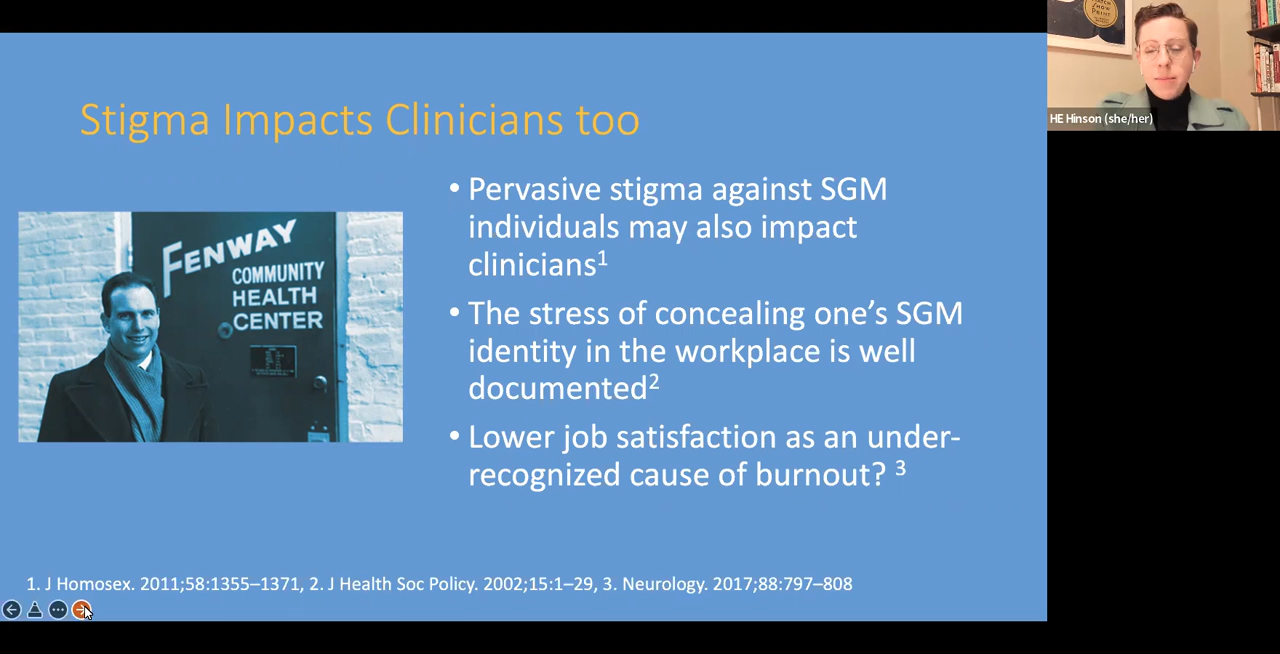 Stigma Impacts Clinicians too
FENWAY
COMMUNITY
HEALTH
CENTER
• Pervasive stigma against SGM
individuals may also impact
clinicians¹
• The stress of concealing one’s SGM
identity in the workplace is well
documented²
• Lower job satisfaction as an under-
recognized cause of burnout? ³
1. J Homosex. 2011;58:1355–1371, 2. J Health Soc Policy. 2002;15:1–29, 3. Neurology. 2017;88:797–808
HE Hinson (she/her)